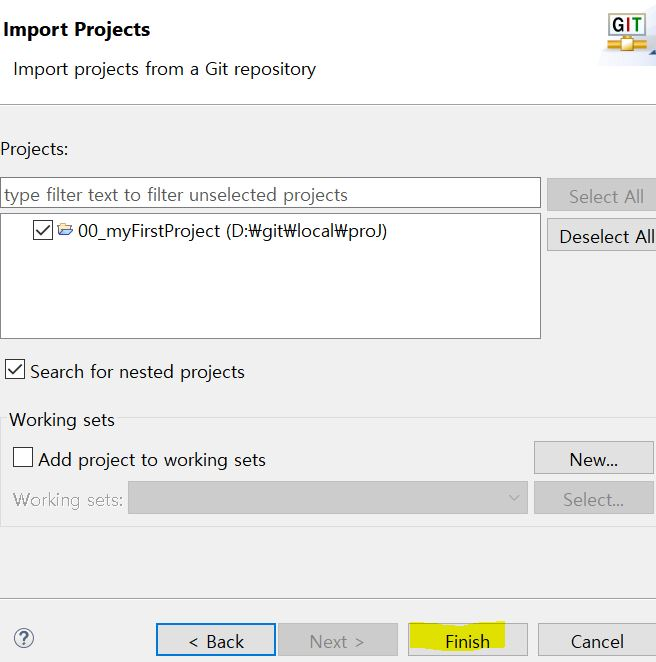 Import Projects
GIT
Import projects from a Git repository
Projects:
type filter text to filter unselected projects
Select All
00_myFirstProject (D:₩git₩local₩proJ)
Deselect All
Search for nested projects
Working sets
Add project to working sets
New...
Working sets:
Select...
?
< Back
Next >
Finish
Cancel